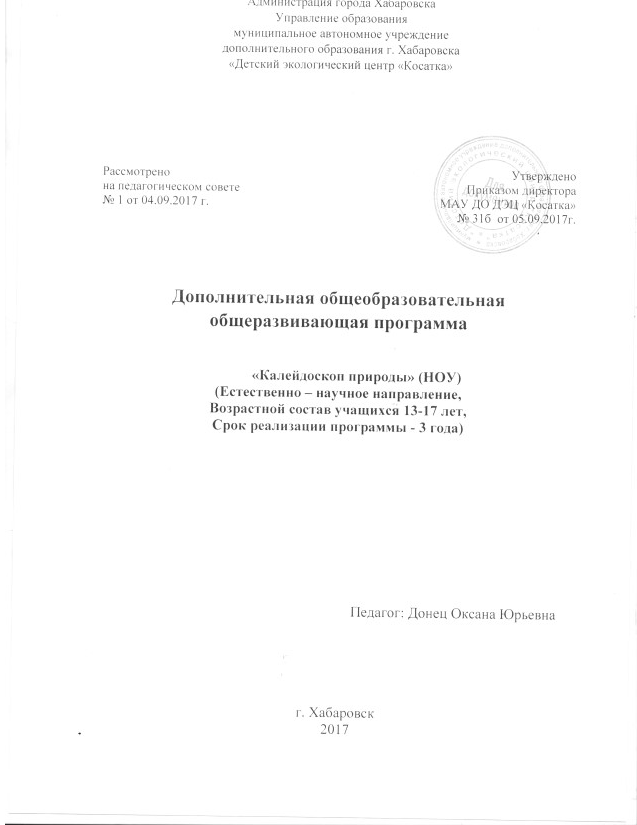 Администрация города Хабаровска
Управление образования
муниципальное автономное учреждение
дополнительного образования г. Хабаровска
«Детский экологический центр «Косатка»
Рассмотрено
на педагогическом совете
№ 1 от 04.09.2017 г.
Утверждено
Приказом директора
МАУ ДО ДЭЦ «Косатка»
№ 31б от 05.09.2017г.
Дополнительная общеобразовательная
общеразвивающая программа
«Калейдоскоп природы» (НОУ)
(Естественно – научное направление,
Возрастной состав учащихся 13-17 лет,
Срок реализации программы - 3 года)
Педагог: Донец Оксана Юрьевна
г. Хабаровск
2017